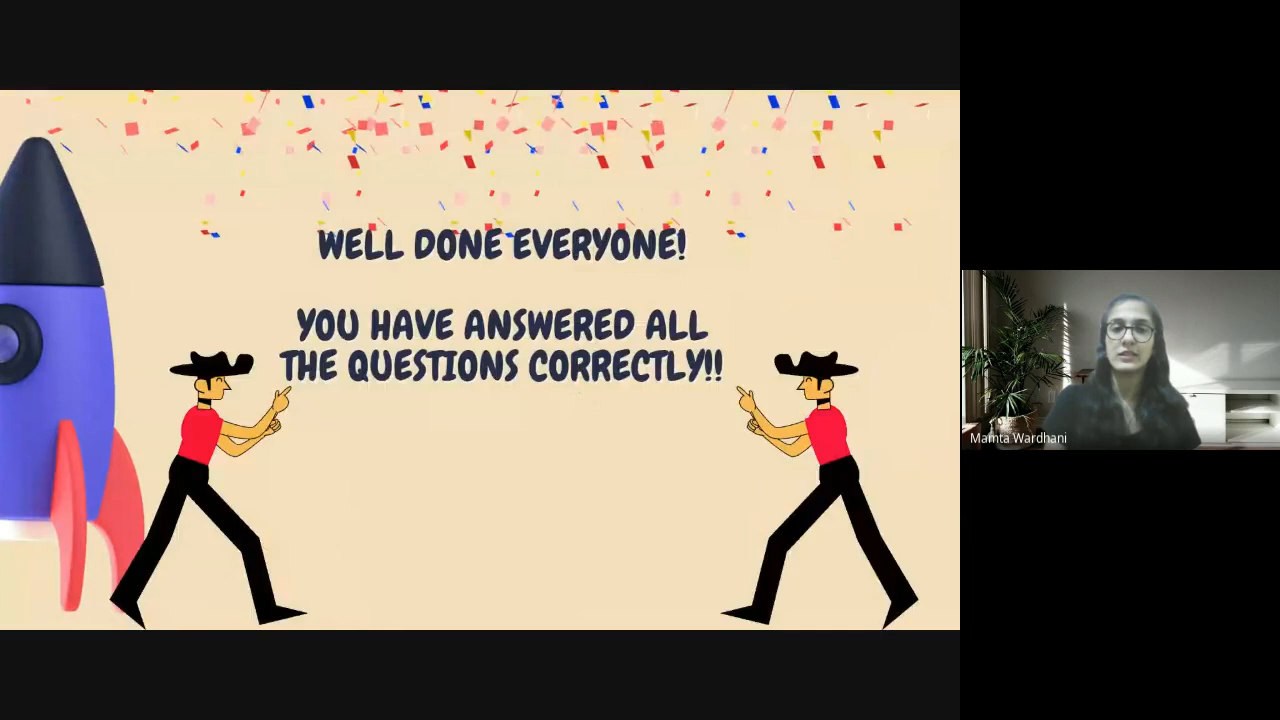 WELL DONE EVERYONE!
YOU HAVE ANSWERED ALL
THE QUESTIONS CORRECTLY!!
Mamta Wardhani